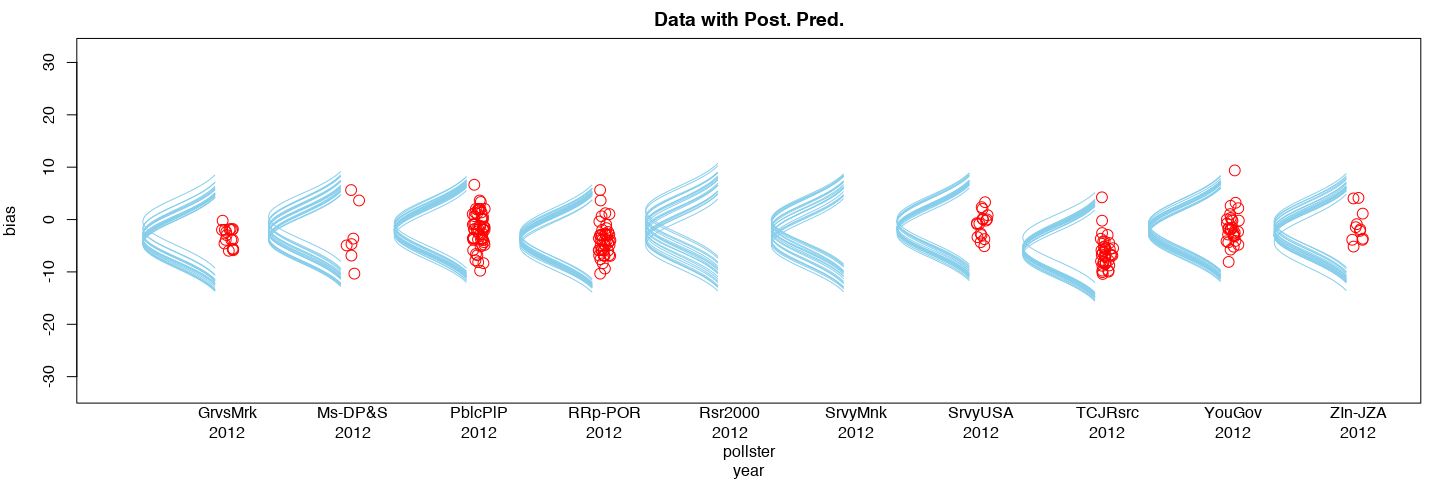 Data with Post. Pred.
30
20
10
0
-10
-20
-30
bias
GrvsMrk Ms-DP&S PblcPlP RRp-POR Rsr2000 SrvyMnk SrvyUSA TCJRsrc YouGov Zln-JZA
2012 2012 2012 2012 2012 2012 2012 2012 2012 2012
pollster
year